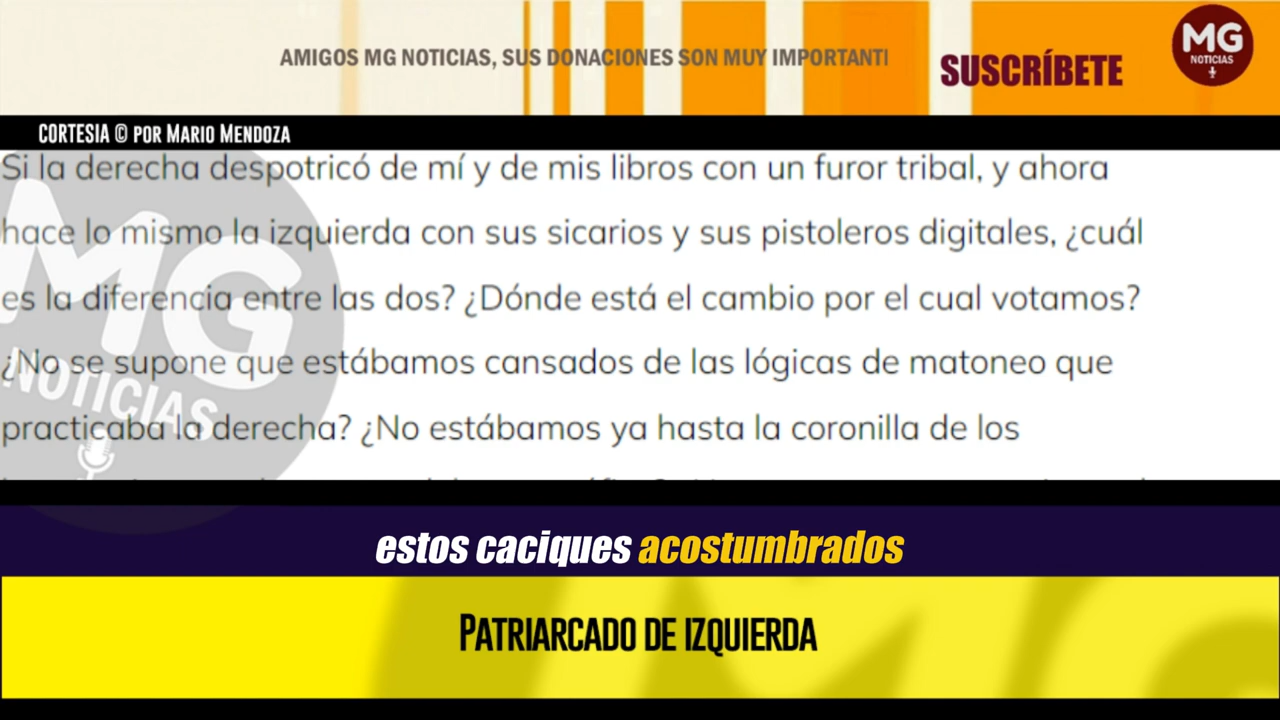 AMIGOS MG NOTICIAS, SUS DONACIONES SON MUY IMPORTANTI
SUSCRÍBETE
MG
NOTICIAS
CORTESIA © POR MARIO MENDOZA
Si la derecha despotricó de mí y de mis libros con un furor tribal, y ahora
hace lo mismo la izquierda con sus sicarios y sus pistoleros digitales, ¿cuál
es la diferencia entre las dos? ¿Dónde está el cambio por el cual votamos?
¿No se supone que estábamos cansados de las lógicas de matoneo que
practicaba la derecha? ¿No estábamos ya hasta la coronilla de los
MG
NOTICIAS
estos caciques acostumbrados
PATRIARCADO DE IZQUIERDA